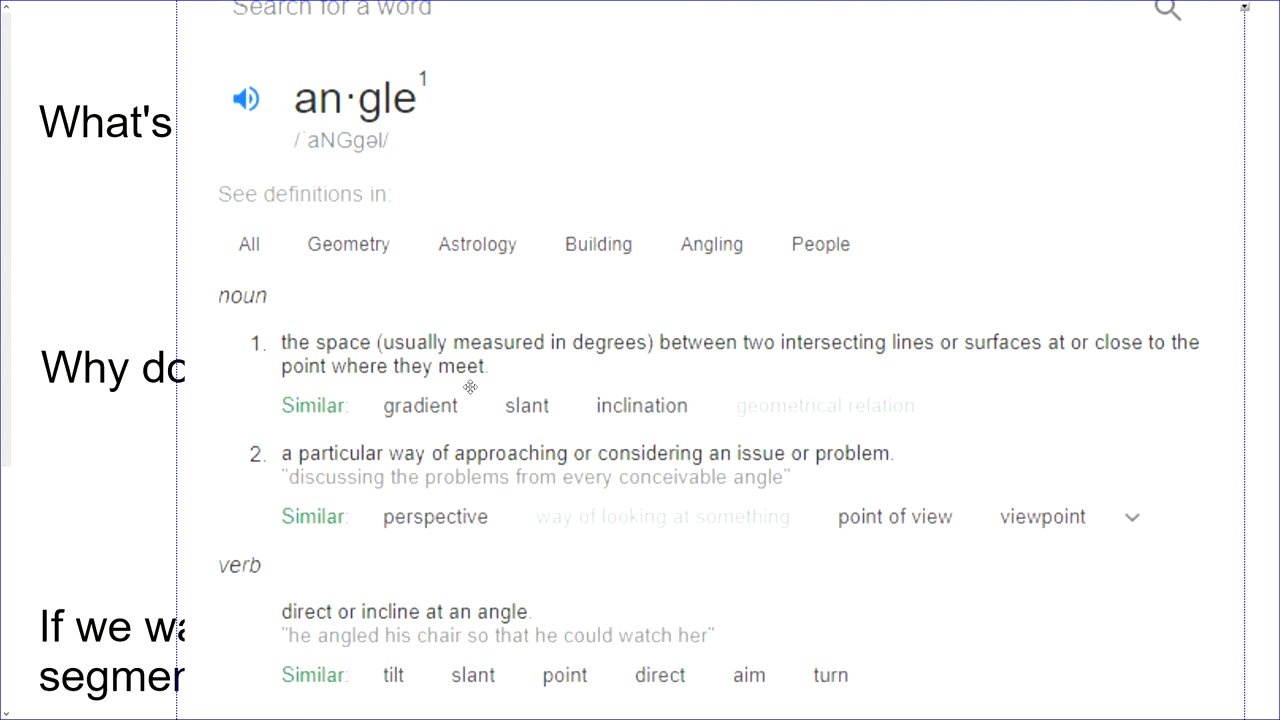 Search for a word
What's
an·gle¹
/ˈaNGgəl/
See definitions in:
All Geometry Astrology Building Angling People
noun
1. the space (usually measured in degrees) between two intersecting lines or surfaces at or close to the
Why do
point where they meet.
Similar: gradient slant inclination geometrical relation
2. a particular way of approaching or considering an issue or problem.
"discussing the problems from every conceivable angle"
Similar: perspective way of looking at something point of view viewpoint
verb
direct or incline at an angle.
If we wa
"he angled his chair so that he could watch her"
segmer
Similar: tilt slant point direct aim turn